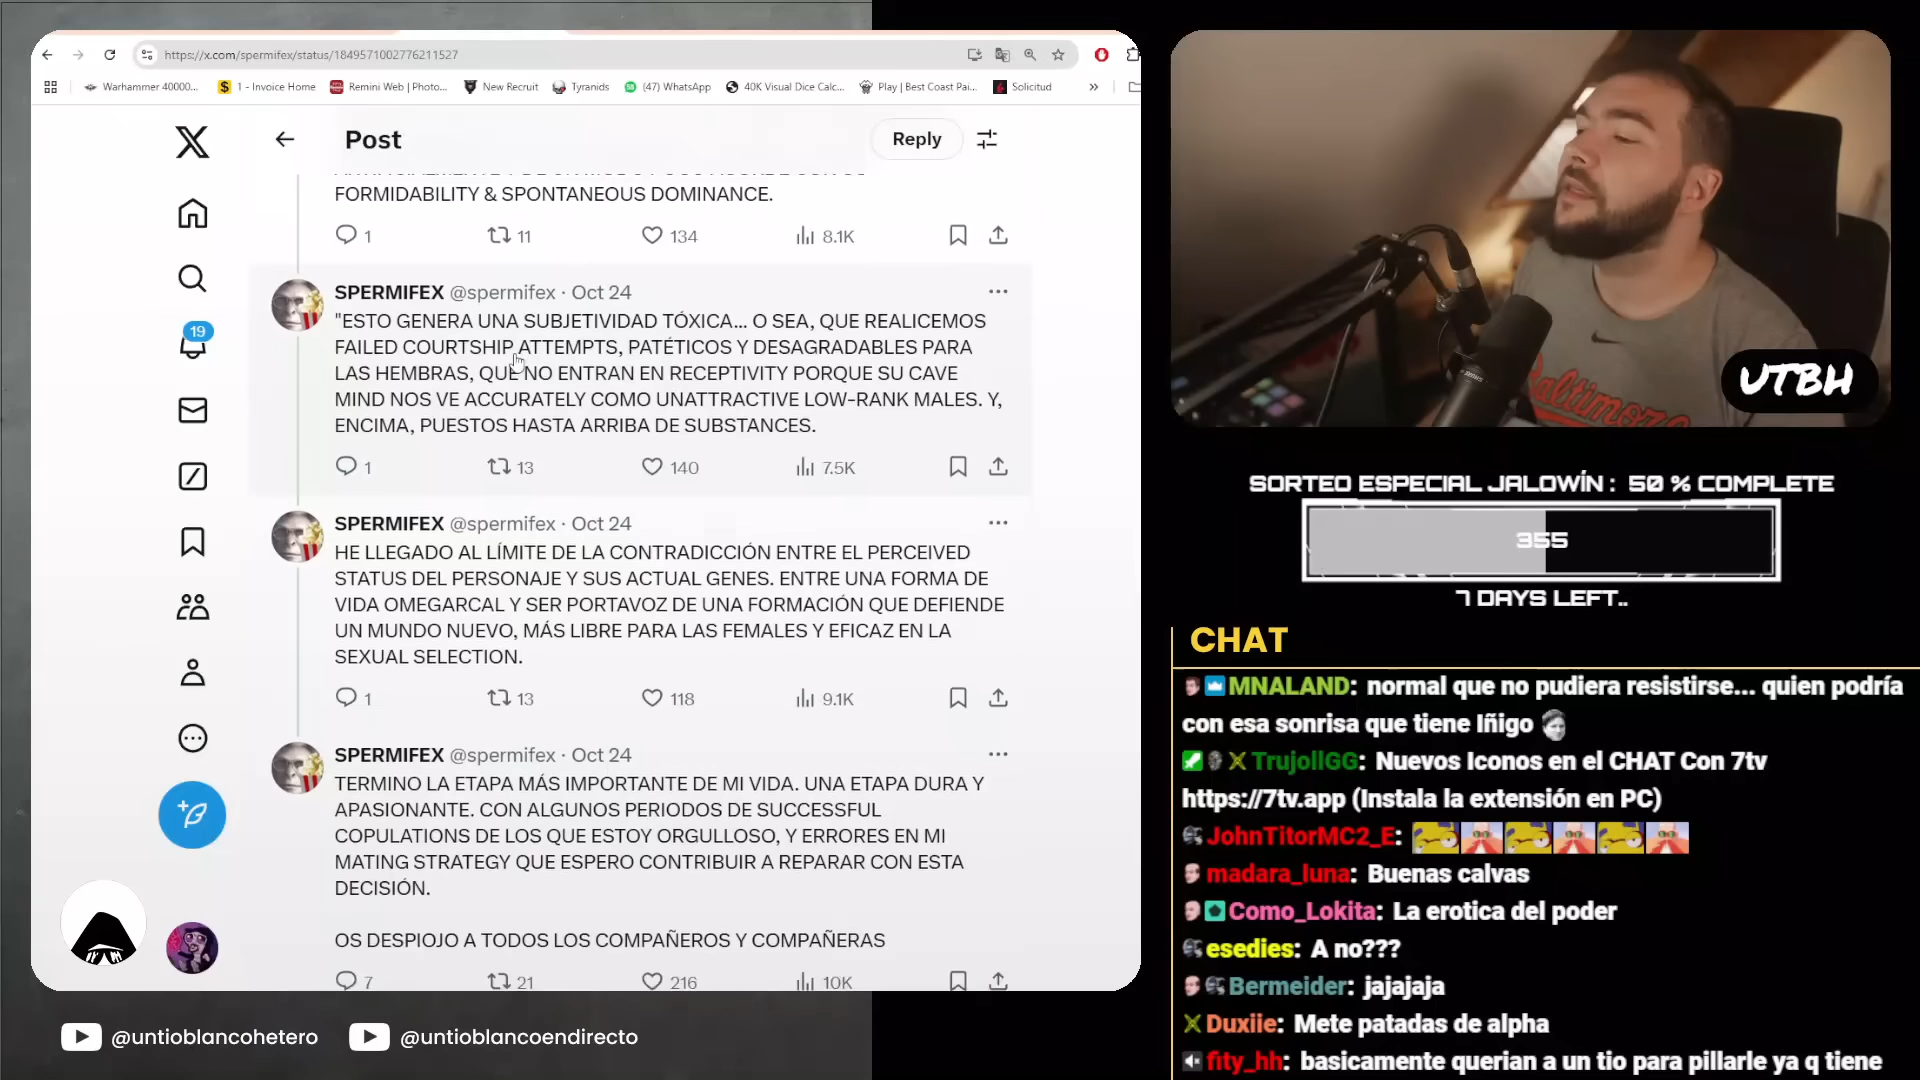 https://x.com/spermifex/status/1849571002776211527
Warhammer 40000...
1 - Invoice Home
Remini Web | Photo...
New Recruit
Tyranids
(47) WhatsApp
40K Visual Dice Calc...
Play | Best Coast Pai...
Solicitud
»
Post
Reply
FORMIDABILITY & SPONTANEOUS DOMINANCE.
1
11
134
8.1K
19
SPERMIFEX @spermifex · Oct 24
"ESTO GENERA UNA SUBJETIVIDAD TÓXICA... O SEA, QUE REALICEMOS
FAILED COURTSHIP ATTEMPTS, PATÉTICOS Y DESAGRADABLES PARA
LAS HEMBRAS, QUE NO ENTRAN EN RECEPTIVITY PORQUE SU CAVE
MIND NOS VE ACCURATELY COMO UNATTRACTIVE LOW-RANK MALES. Y,
ENCIMA, PUESTOS HASTA ARRIBA DE SUBSTANCES.
1
13
140
7.5K
SPERMIFEX @spermifex · Oct 24
HE LLEGADO AL LÍMITE DE LA CONTRADICCIÓN ENTRE EL PERCEIVED
STATUS DEL PERSONAJE Y SUS ACTUAL GENES. ENTRE UNA FORMA DE
VIDA OMEGARCAL Y SER PORTAVOZ DE UNA FORMACIÓN QUE DEFIENDE
UN MUNDO NUEVO, MÁS LIBRE PARA LAS FEMALES Y EFICAZ EN LA
SEXUAL SELECTION.
1
13
118
9.1K
SPERMIFEX @spermifex · Oct 24
TERMINO LA ETAPA MÁS IMPORTANTE DE MI VIDA. UNA ETAPA DURA Y
APASIONANTE. CON ALGUNOS PERIODOS DE SUCCESSFUL
COPULATIONS DE LOS QUE ESTOY ORGULLOSO, Y ERRORES EN MI
MATING STRATEGY QUE ESPERO CONTRIBUIR A REPARAR CON ESTA
DECISIÓN.
OS DESPIOJO A TODOS LOS COMPAÑEROS Y COMPAÑERAS
7
21
216
10K
@untioblancohetero
@untioblancoendirecto
Baltimore
UTBH
SORTEO ESPECIAL JALOWÍN : 50 % COMPLETE
355
7 DAYS LEFT..
CHAT
MNALAND: normal que no pudiera resistirse... quien podría
con esa sonrisa que tiene Iñigo
TrujollGG: Nuevos Iconos en el CHAT Con 7tv
https://7tv.app (Instala la extensión en PC)
JohnTitorMC2_E:
madara_luna: Buenas calvas
Como_Lokita: La erotica del poder
esedies: A no???
Bermeider: jajajaja
Duxiie: Mete patadas de alpha
fity_hh: basicamente querian a un tio para pillarle ya q tiene